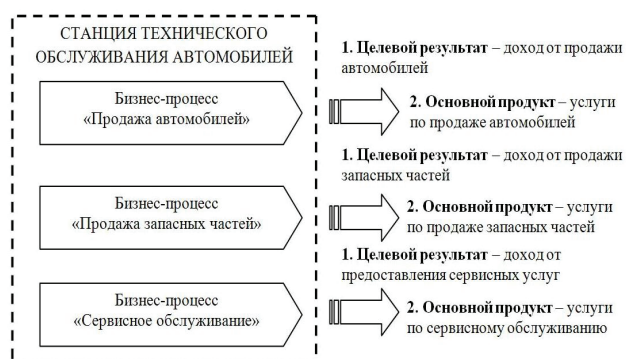 СТАНЦИЯ ТЕХНИЧЕСКОГО
ОБСЛУЖИВАНИЯ АВТОМОБИЛЕЙ
Бизнес-процесс
«Продажа автомобилей»
1. Целевой результат – доход от продажи
автомобилей
2. Основной продукт – услуги
по продаже автомобилей
Бизнес-процесс
«Продажа запасных частей»
1. Целевой результат – доход от продажи
запасных частей
2. Основной продукт – услуги
по продаже запасных частей
Бизнес-процесс
«Сервисное обслуживание»
1. Целевой результат – доход от
предоставления сервисных услуг
2. Основной продукт – услуги
по сервисному обслуживанию